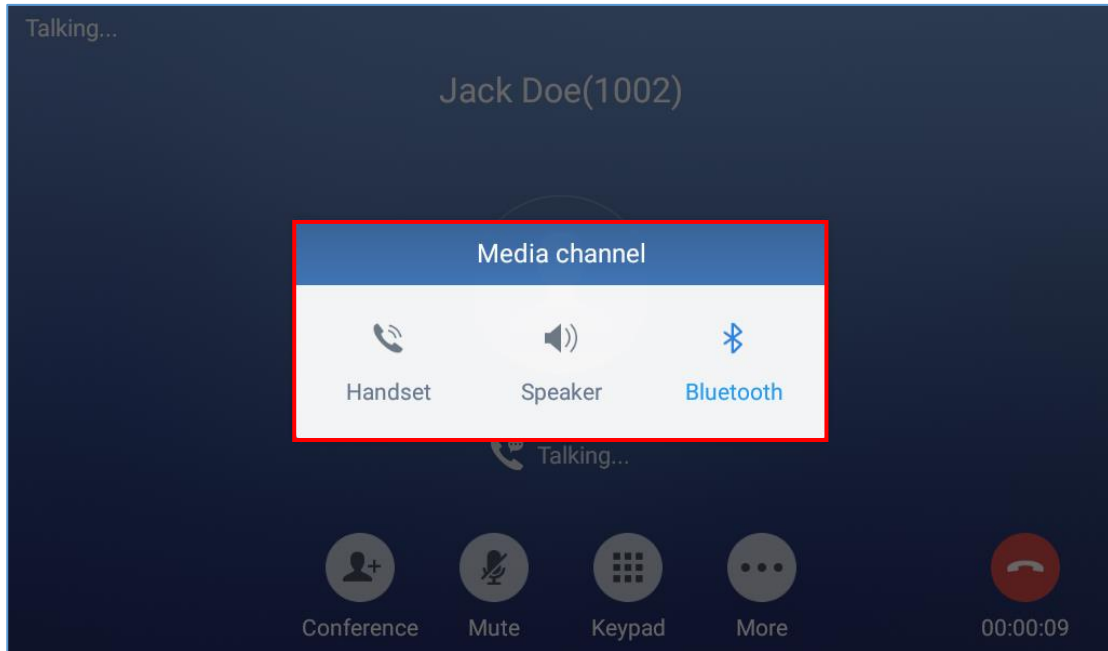 Talking...
Jack Doe(1002)
Media channel
Handset Speaker Bluetooth
Talking...
Conference Mute Keypad More 00:00:09